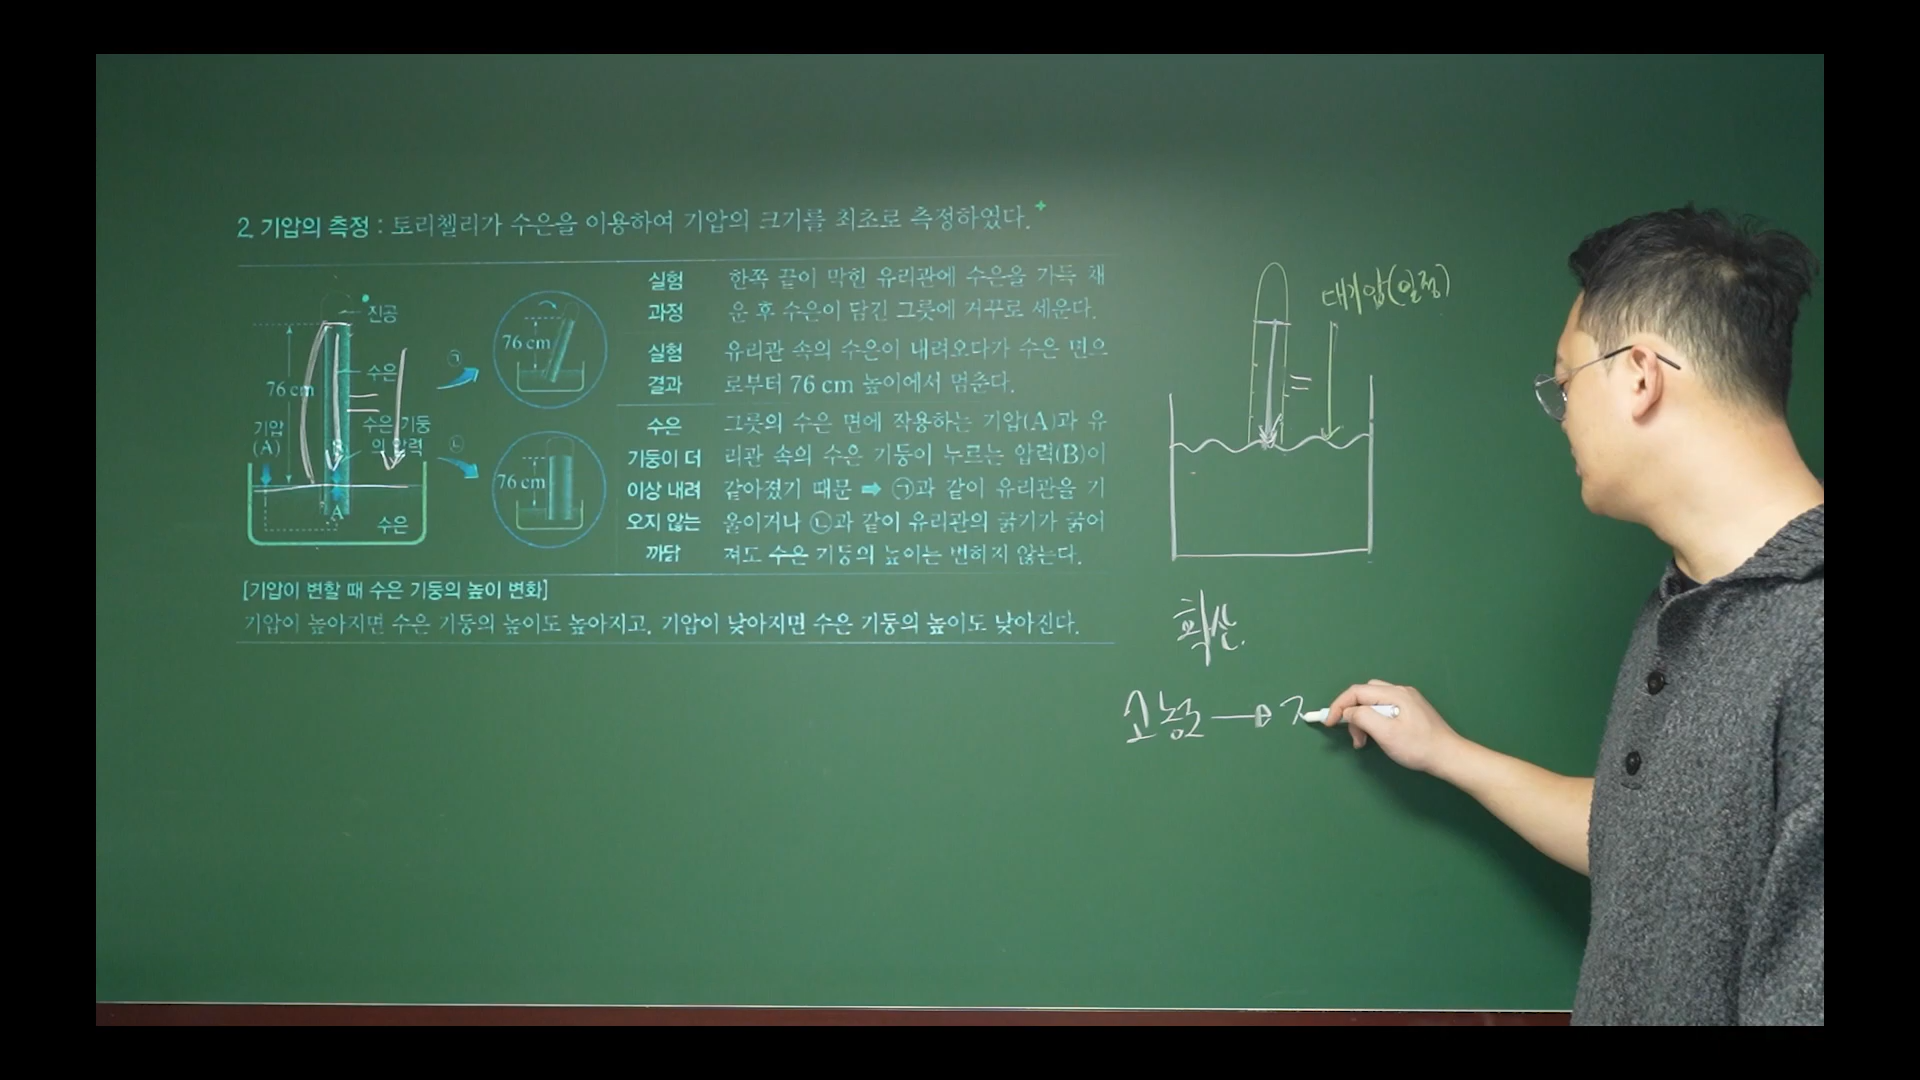 2. 기압의 측정 : 토리첼리가 수은을 이용하여 기압의 크기를 최초로 측정하였다.
진공
76 cm
수은
기압
(A)
수은 기둥
의 압력
B
A
수은
㉠
76 cm
㉡
76 cm
실험
과정
한쪽 끝이 막힌 유리관에 수은을 가득 채
운 후 수은이 담긴 그릇에 거꾸로 세운다.
실험
결과
유리관 속의 수은이 내려오다가 수은 면으
로부터 76 cm 높이에서 멈춘다.
수은
기둥이 더
이상 내려
오지 않는
까닭
그릇의 수은 면에 작용하는 기압(A)과 유
리관 속의 수은 기둥이 누르는 압력(B)이
같아졌기 때문 ➡ ㉠과 같이 유리관을 기
울이거나 ㉡과 같이 유리관의 굵기가 굵어
져도 수은 기둥의 높이는 변하지 않는다.
[기압이 변할 때 수은 기둥의 높이 변화]
기압이 높아지면 수은 기둥의 높이도 높아지고, 기압이 낮아지면 수은 기둥의 높이도 낮아진다.
대기압(일정)
=
확산.
고농도